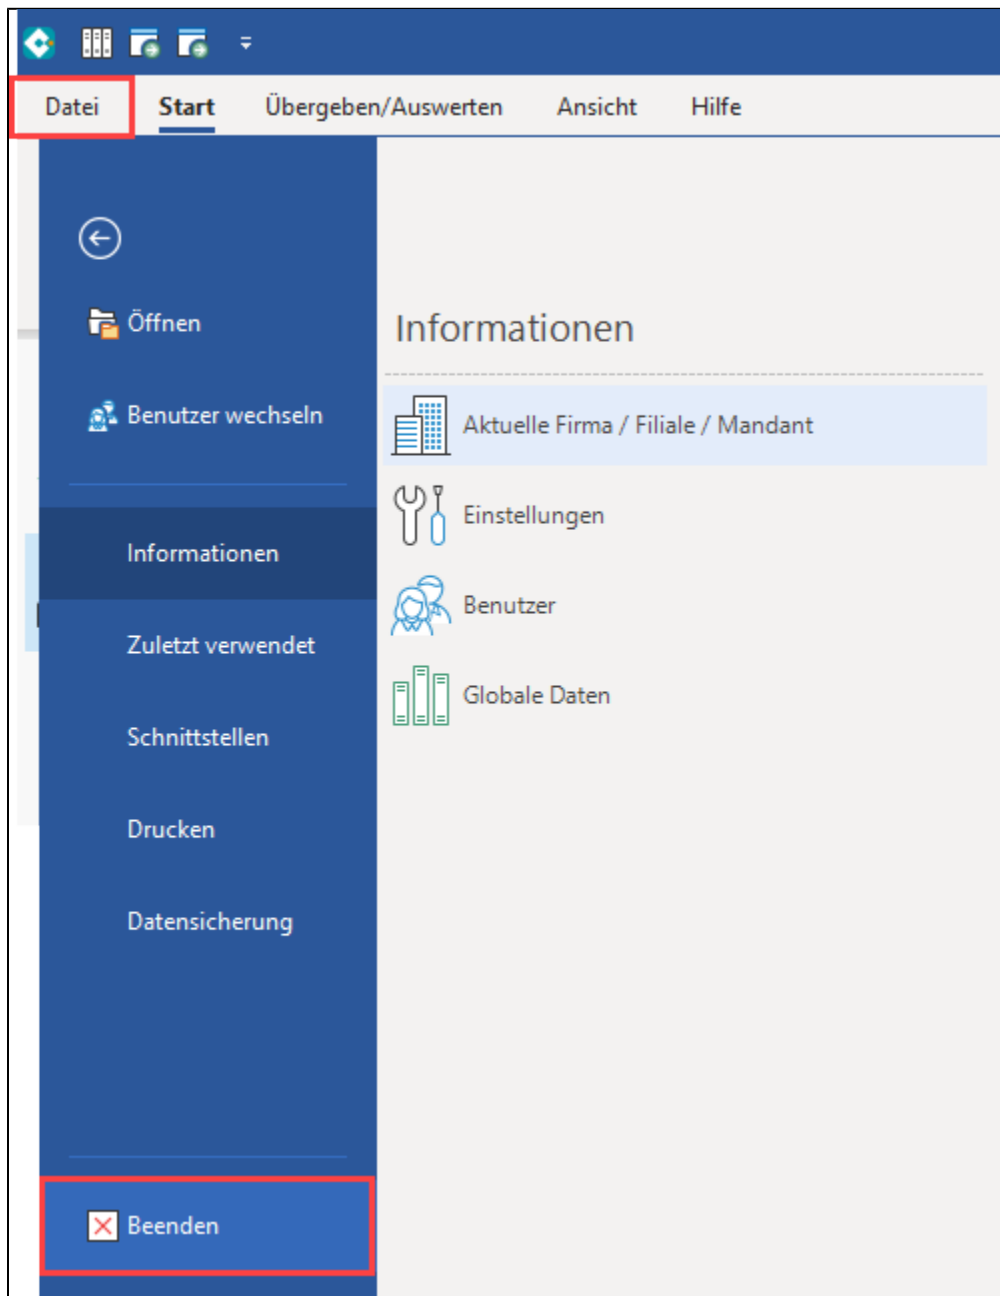 Datei Start Übergeben/Auswerten Ansicht Hilfe
Öffnen
Benutzer wechseln
Informationen
Zuletzt verwendet
Schnittstellen
Drucken
Datensicherung
Beenden
Informationen
Aktuelle Firma / Filiale / Mandant
Einstellungen
Benutzer
Globale Daten